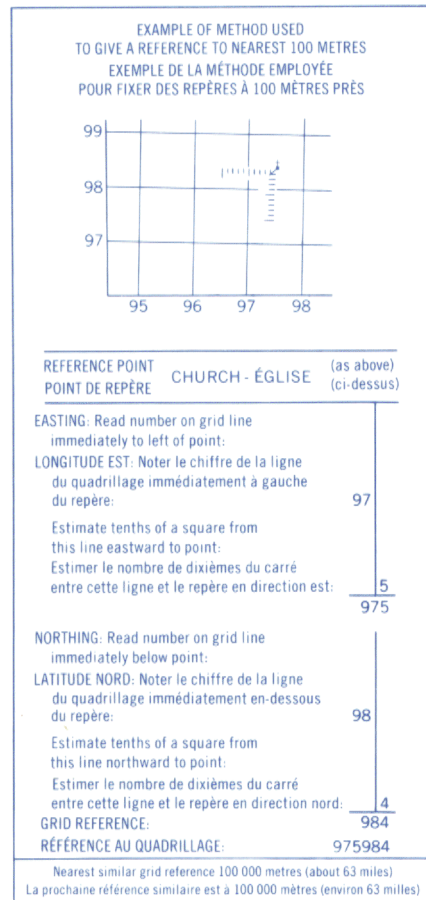 EXAMPLE OF METHOD USED
TO GIVE A REFERENCE TO NEAREST 100 METRES
EXEMPLE DE LA MÉTHODE EMPLOYÉE
POUR FIXER DES REPÈRES À 100 MÈTRES PRÈS
99
98
97
95 96 97 98
REFERENCE POINT
POINT DE REPÈRE
CHURCH - ÉGLISE
(as above)
(ci-dessus)
EASTING: Read number on grid line
immediately to left of point:
LONGITUDE EST: Noter le chiffre de la ligne
du quadrillage immédiatement à gauche
du repère: 97
Estimate tenths of a square from
this line eastward to point:
Estimer le nombre de dixièmes du carré
entre cette ligne et le repère en direction est: 5
975
NORTHING: Read number on grid line
immediately below point:
LATITUDE NORD: Noter le chiffre de la ligne
du quadrillage immédiatement en-dessous
du repère: 98
Estimate tenths of a square from
this line northward to point:
Estimer le nombre de dixièmes du carré
entre cette ligne et le repère en direction nord: 4
GRID REFERENCE: 984
RÉFÉRENCE AU QUADRILLAGE: 975984
Nearest similar grid reference 100 000 metres (about 63 miles)
La prochaine référence similaire est à 100 000 mètres (environ 63 milles)